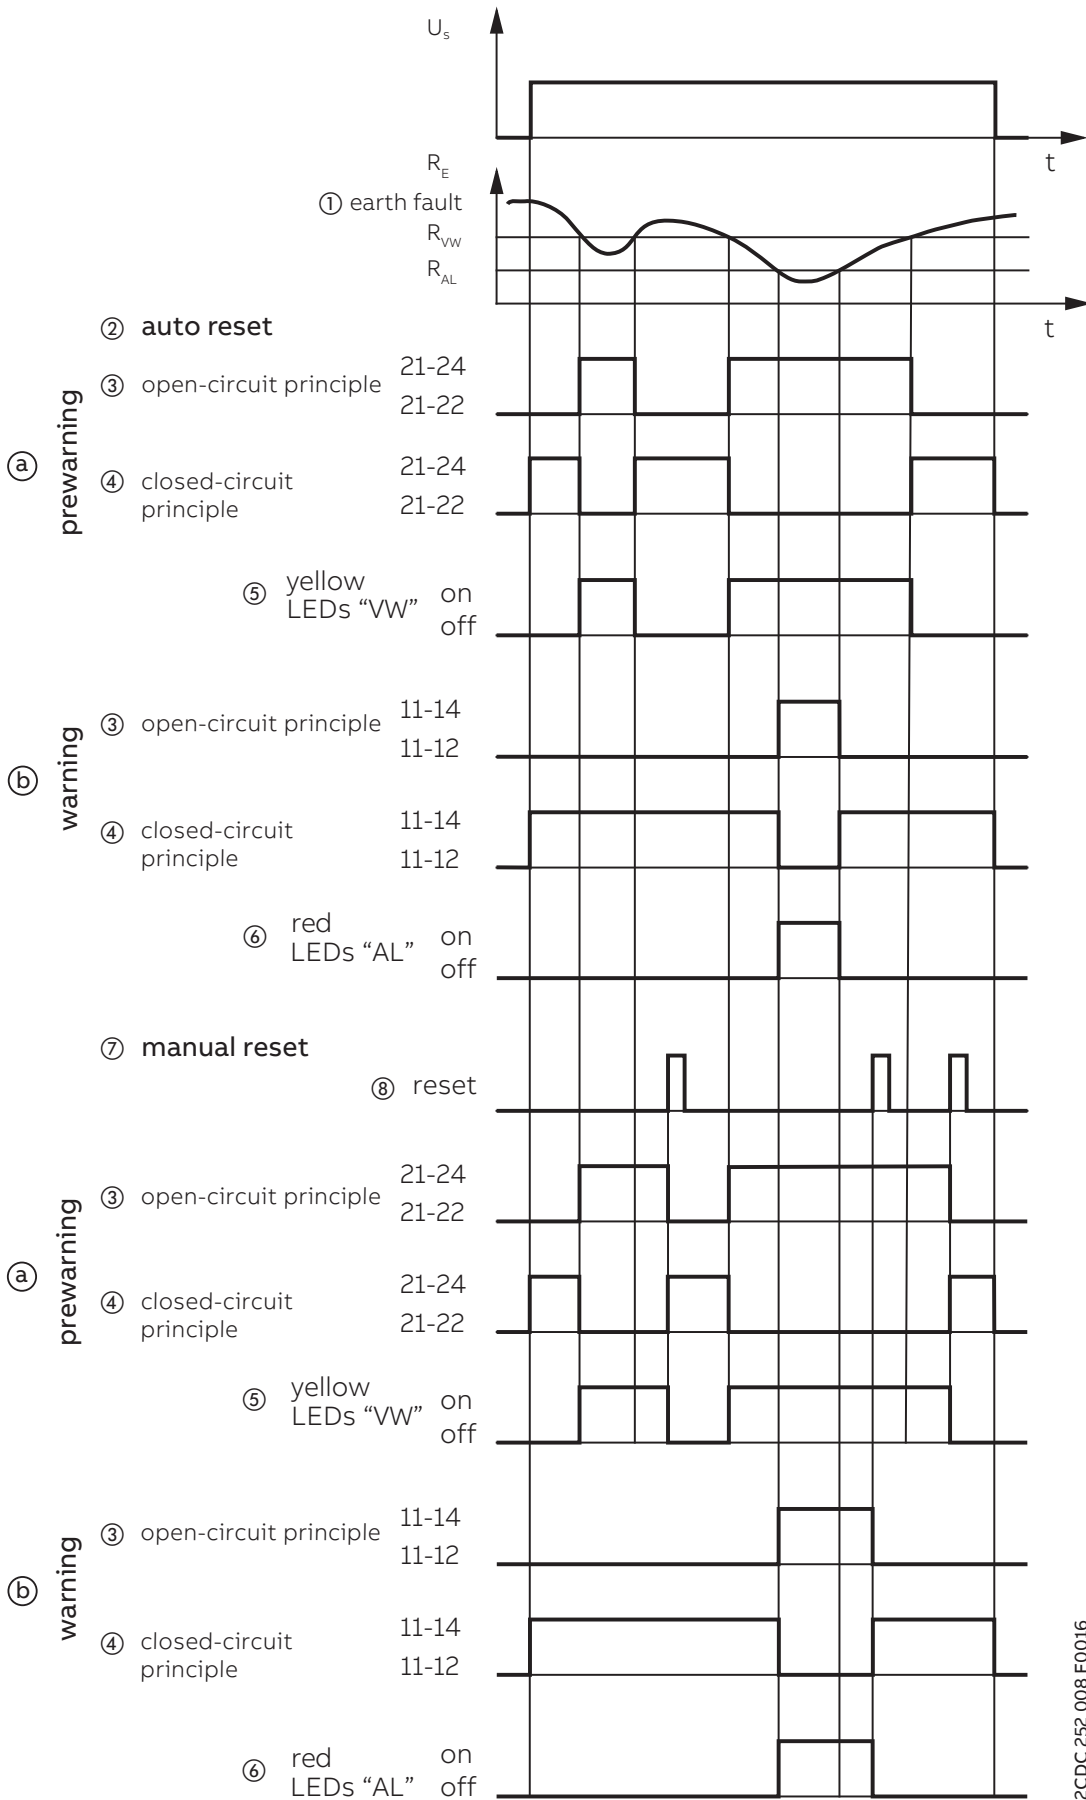 Us
t
RE
① earth fault
RVW
RAL
t
② auto reset
ⓐ prewarning
③ open-circuit principle 21-24
21-22
④ closed-circuit
principle
21-24
21-22
⑤ yellow
LEDs “VW”
on
off
ⓑ warning
③ open-circuit principle 11-14
11-12
④ closed-circuit
principle
11-14
11-12
⑥ red
LEDs “AL”
on
off
⑦ manual reset
⑧ reset
ⓐ prewarning
③ open-circuit principle 21-24
21-22
④ closed-circuit
principle
21-24
21-22
⑤ yellow
LEDs “VW”
on
off
ⓑ warning
③ open-circuit principle 11-14
11-12
④ closed-circuit
principle
11-14
11-12
⑥ red
LEDs “AL”
on
off
2CDC 252 008 F0016